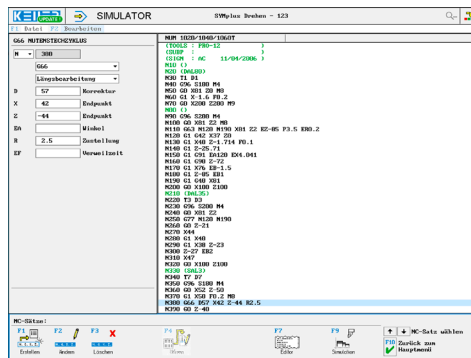 KELLER UPDATE SIMULATOR SYMplus Drehen - 123
F1 Datei F2 Bearbeiten
G66 NUTENSTECHZYKLUS
N 380
G66
Längsbearbeitung
D 57 Korrektur
X 42 Endpunkt
Z -44 Endpunkt
EA Winkel
R 2.5 Zustellung
EF Verweilzeit
NUM 1020/1040/1060T
(TOOLS : PRO-12 )
(SUBP : )
(SIGN : AC 11/04/2006 )
N10 ()
N20 (DAL80)
N30 T1 D1
N40 G96 S180 M4
N50 G0 X81 Z0 M8
N60 G1 X-1.6 F0.2
N70 G0 X200 Z200 M9
N80 ()
N90 G96 S200 M4
N100 G0 X81 Z2 M8
N110 G63 N120 N190 X81 Z2 EZ-85 P3.5 ER0.2
N120 G1 G42 X37 Z0
N130 G1 X40 Z-1.714 F0.1
N140 G1 Z-25.71
N150 G1 G91 EA120 EX4.041
N160 G1 G90 Z-72
N170 G1 X76 EB-1.5
N180 G1 Z-85 EB1
N190 G1 G40 X81
N200 G0 X100 Z100
N210 (DAL35)
N220 T3 D3
N230 G96 S200 M4
N240 G0 X81 Z2
N250 G77 N120 N190
N260 G0 Z-21
N270 X44
N280 G1 X40
N290 G1 X38 Z-23
N300 Z-27 EB2
N310 X47
N320 G0 X100 Z100
N330 (SAL3)
N340 T7 D7
N350 G96 S100 M4
N360 G0 X52 Z-50
N370 G1 X50 F0.2 M8
N380 G66 D57 X42 Z-44 R2.5
N390 G0 Z-40
NC-Sätze:
F1 Erstellen
F2 Ändern
F3 Löschen
F4
F7 Editor
F9 Simulation
NC-Satz wählen
F10 Zurück zum
Hauptmenü